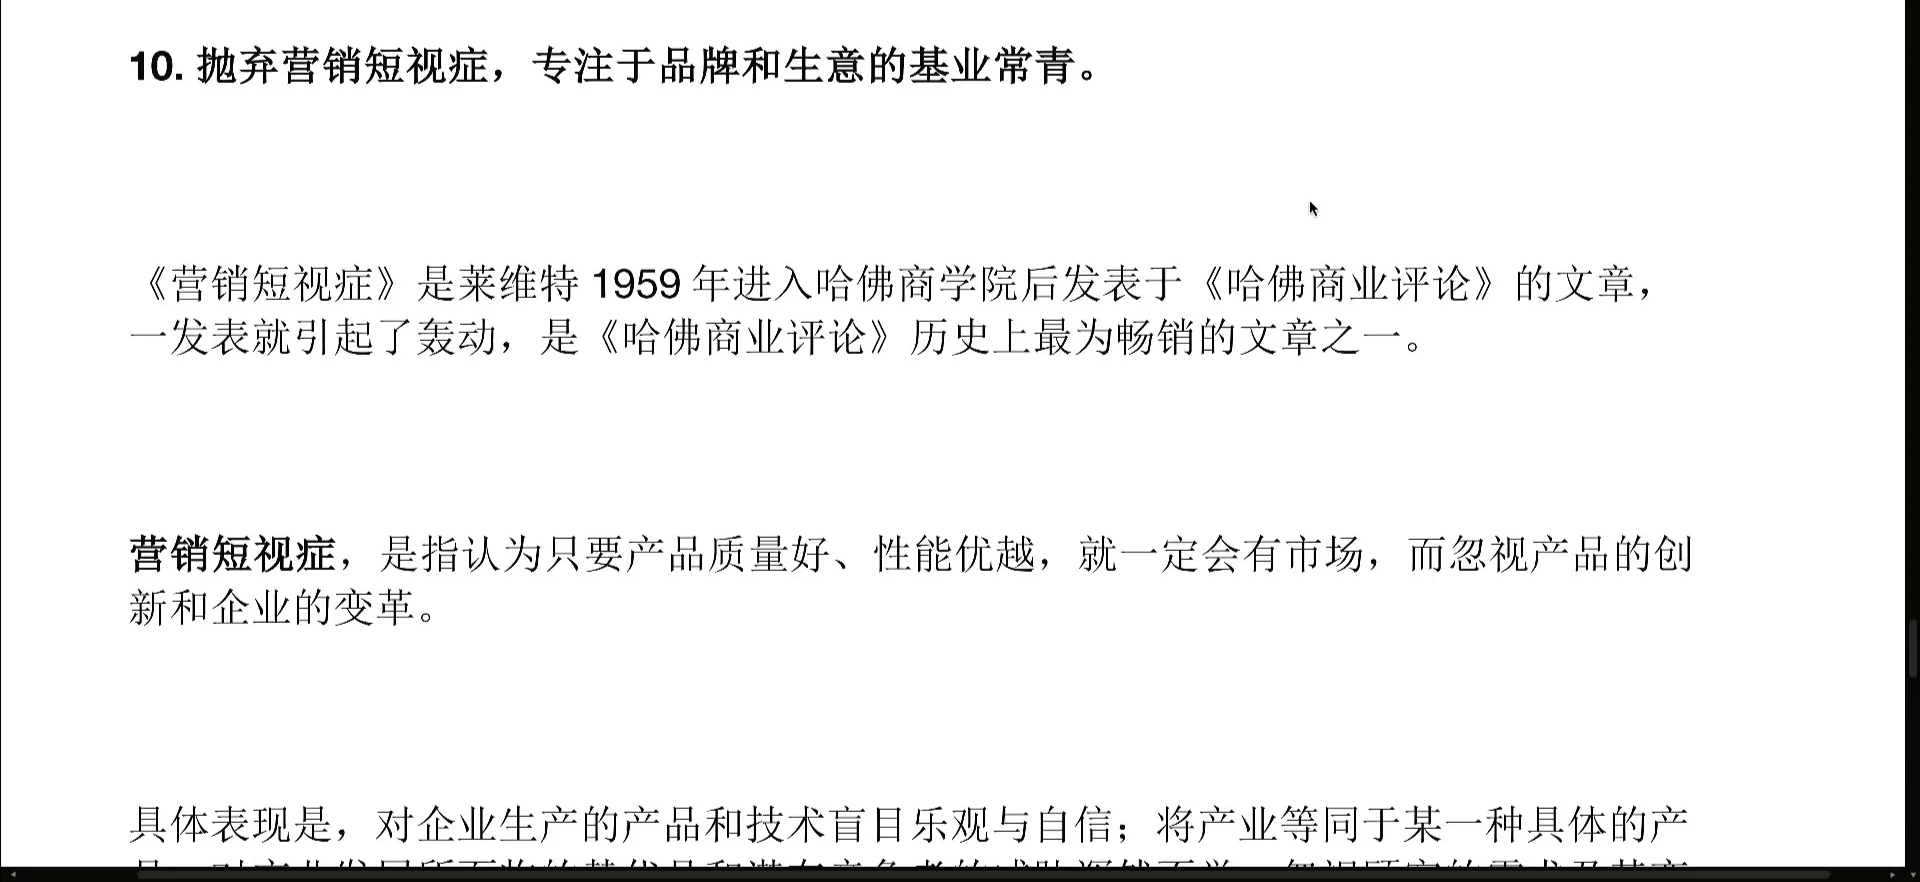 10. 抛弃营销短视症，专注于品牌和生意的基业常青。
《营销短视症》是莱维特 1959 年进入哈佛商学院后发表于《哈佛商业评论》的文章，
一发表就引起了轰动，是《哈佛商业评论》历史上最为畅销的文章之一。
营销短视症，是指认为只要产品质量好、性能优越，就一定会有市场，而忽视产品的创
新和企业的变革。
具体表现是，对企业生产的产品和技术盲目乐观与自信；将产业等同于某一种具体的产